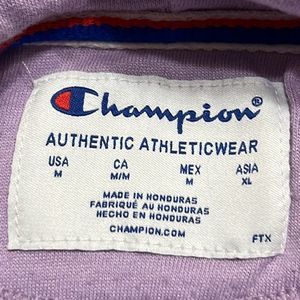 Champion®
AUTHENTIC ATHLETICWEAR
USA CA MEX ASIA
M M/M M XL
MADE IN HONDURAS
FABRIQUÉ AU HONDURAS
HECHO EN HONDURAS
CHAMPION.COM
FTX